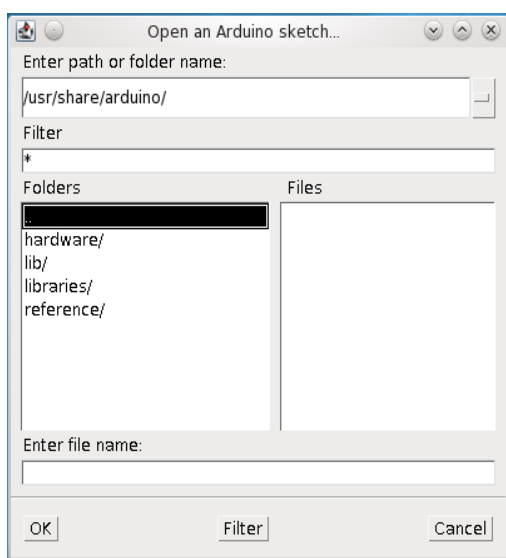 Open an Arduino sketch...
Enter path or folder name:
/usr/share/arduino/
Filter
*
Folders
Files
..
hardware/
lib/
libraries/
reference/
Enter file name:
OK
Filter
Cancel